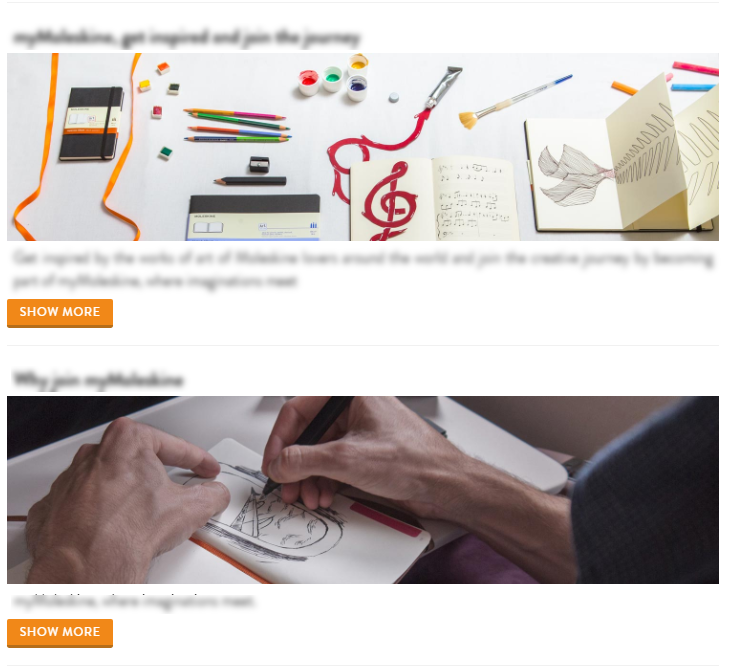 myMoleskine, get inspired and join the journey
Get inspired by the works of art of Moleskine lovers around the world and join the creative journey by becoming
part of myMoleskine, where imaginations meet
SHOW MORE
Why join myMoleskine
myMoleskine, where imaginations meet.
SHOW MORE